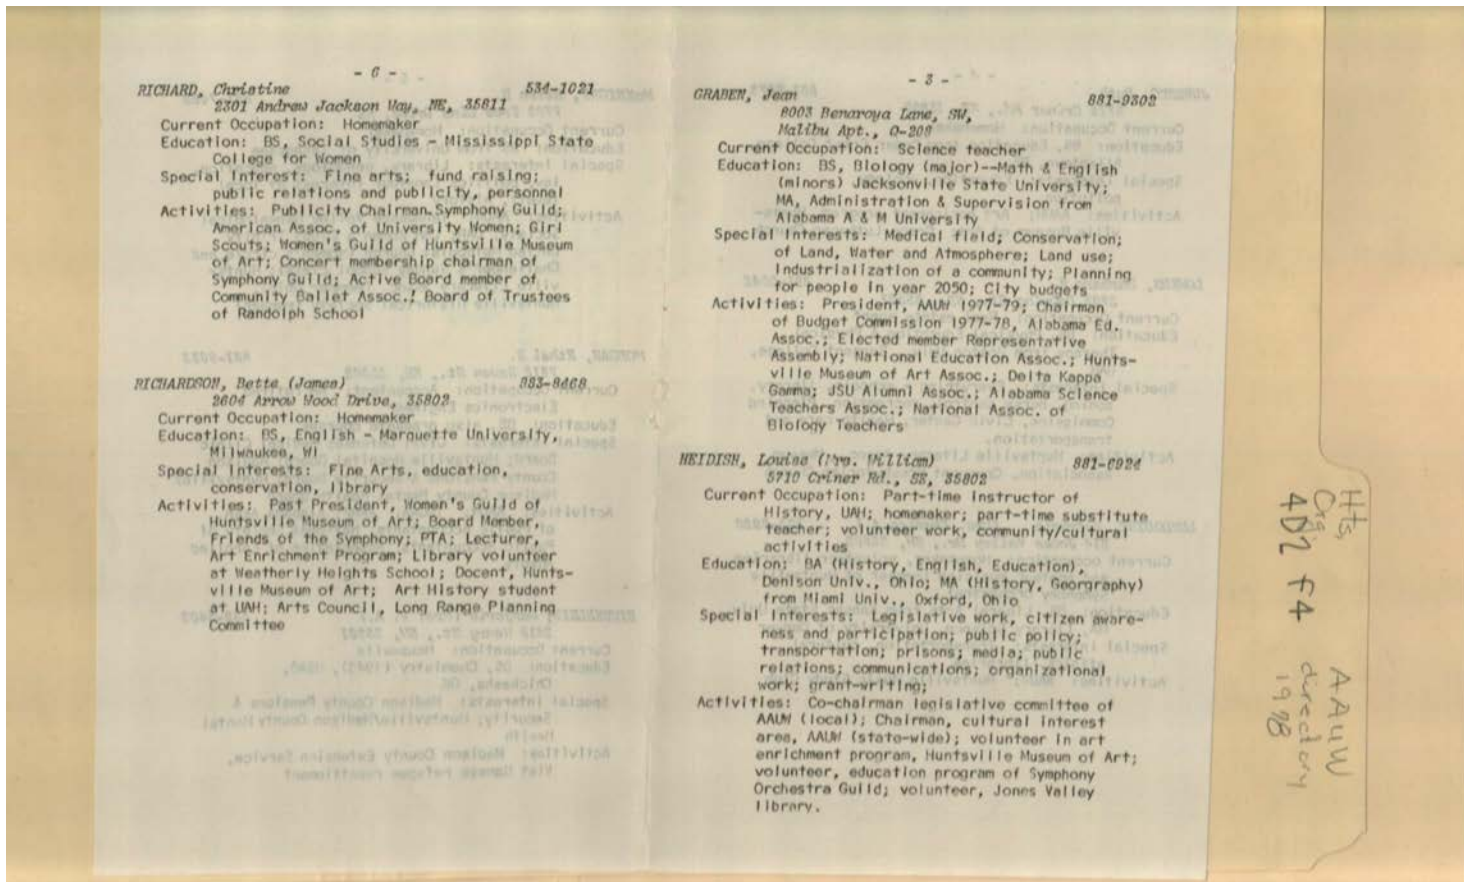 - 6 -
RICHARD, Christine 534-1021
2301 Andrew Jackson Way, NE, 35811
Current Occupation: Homemaker
Education: BS, Social Studies - Mississippi State
College for Women
Special Interest: Fine arts; fund raising;
public relations and publicity, personnel
Activities: Publicity Chairman Symphony Guild;
American Assoc. of University Women; Girl
Scouts; Women's Guild of Huntsville Museum
of Art; Concert membership chairman of
Symphony Guild; Active Board member of
Community Ballet Assoc.! Board of Trustees
of Randolph School
RICHARDSON, Bette (James) 883-8468
2604 Arrow Wood Drive, 35803
Current Occupation: Homemaker
Education: BS, English - Marquette University,
Milwaukee, WI
Special Interests: Fine Arts, education,
conservation, library
Activities: Past President, Women's Guild of
Huntsville Museum of Art; Board Member,
Friends of the Symphony; PTA; Lecturer,
Art Enrichment Program; Library volunteer
at Weatherly Heights School; Docent, Hunts-
ville Museum of Art; Art History student
at UAH; Arts Council, Long Range Planning
Committee
- 3 -
GRABEN, Jean 881-9302
8003 Benaroya Lane, SW,
Malibu Apt., Q-209
Current Occupation: Science teacher
Education: BS, Biology (major)--Math & English
(minors) Jacksonville State University;
MA, Administration & Supervision from
Alabama A & M University
Special Interests: Medical field; Conservation;
of Land, Water and Atmosphere; Land use;
Industrialization of a community; Planning
for people in year 2050; City budgets
Activities: President, AAUW 1977-79; Chairman
of Budget Commission 1977-78, Alabama Ed.
Assoc.; Elected member Representative
Assembly; National Education Assoc.; Hunts-
ville Museum of Art Assoc.; Delta Kappa
Gamma; JSU Alumni Assoc.; Alabama Science
Teachers Assoc.; National Assoc. of
Biology Teachers
HEIDISH, Louise (Mrs. William) 881-6924
5710 Criner Rd., SE, 35802
Current Occupation: Part-time Instructor of
History, UAH; homemaker; part-time substitute
teacher; volunteer work, community/cultural
activities
Education: BA (History, English, Education),
Denison Univ., Ohio; MA (History, Georgraphy)
from Miami Univ., Oxford, Ohio
Special Interests: Legislative work, citizen aware-
ness and participation; public policy;
transportation; prisons; media; public
relations; communications; organizational
work; grant-writing;
Activities: Co-chairman legislative committee of
AAUW (local); Chairman, cultural interest
area, AAUW (state-wide); volunteer in art
enrichment program, Huntsville Museum of Art;
volunteer, education program of Symphony
Orchestra Guild; volunteer, Jones Valley
library.
Hts,
Org.
4D2 F4
AAUW
directory
1978